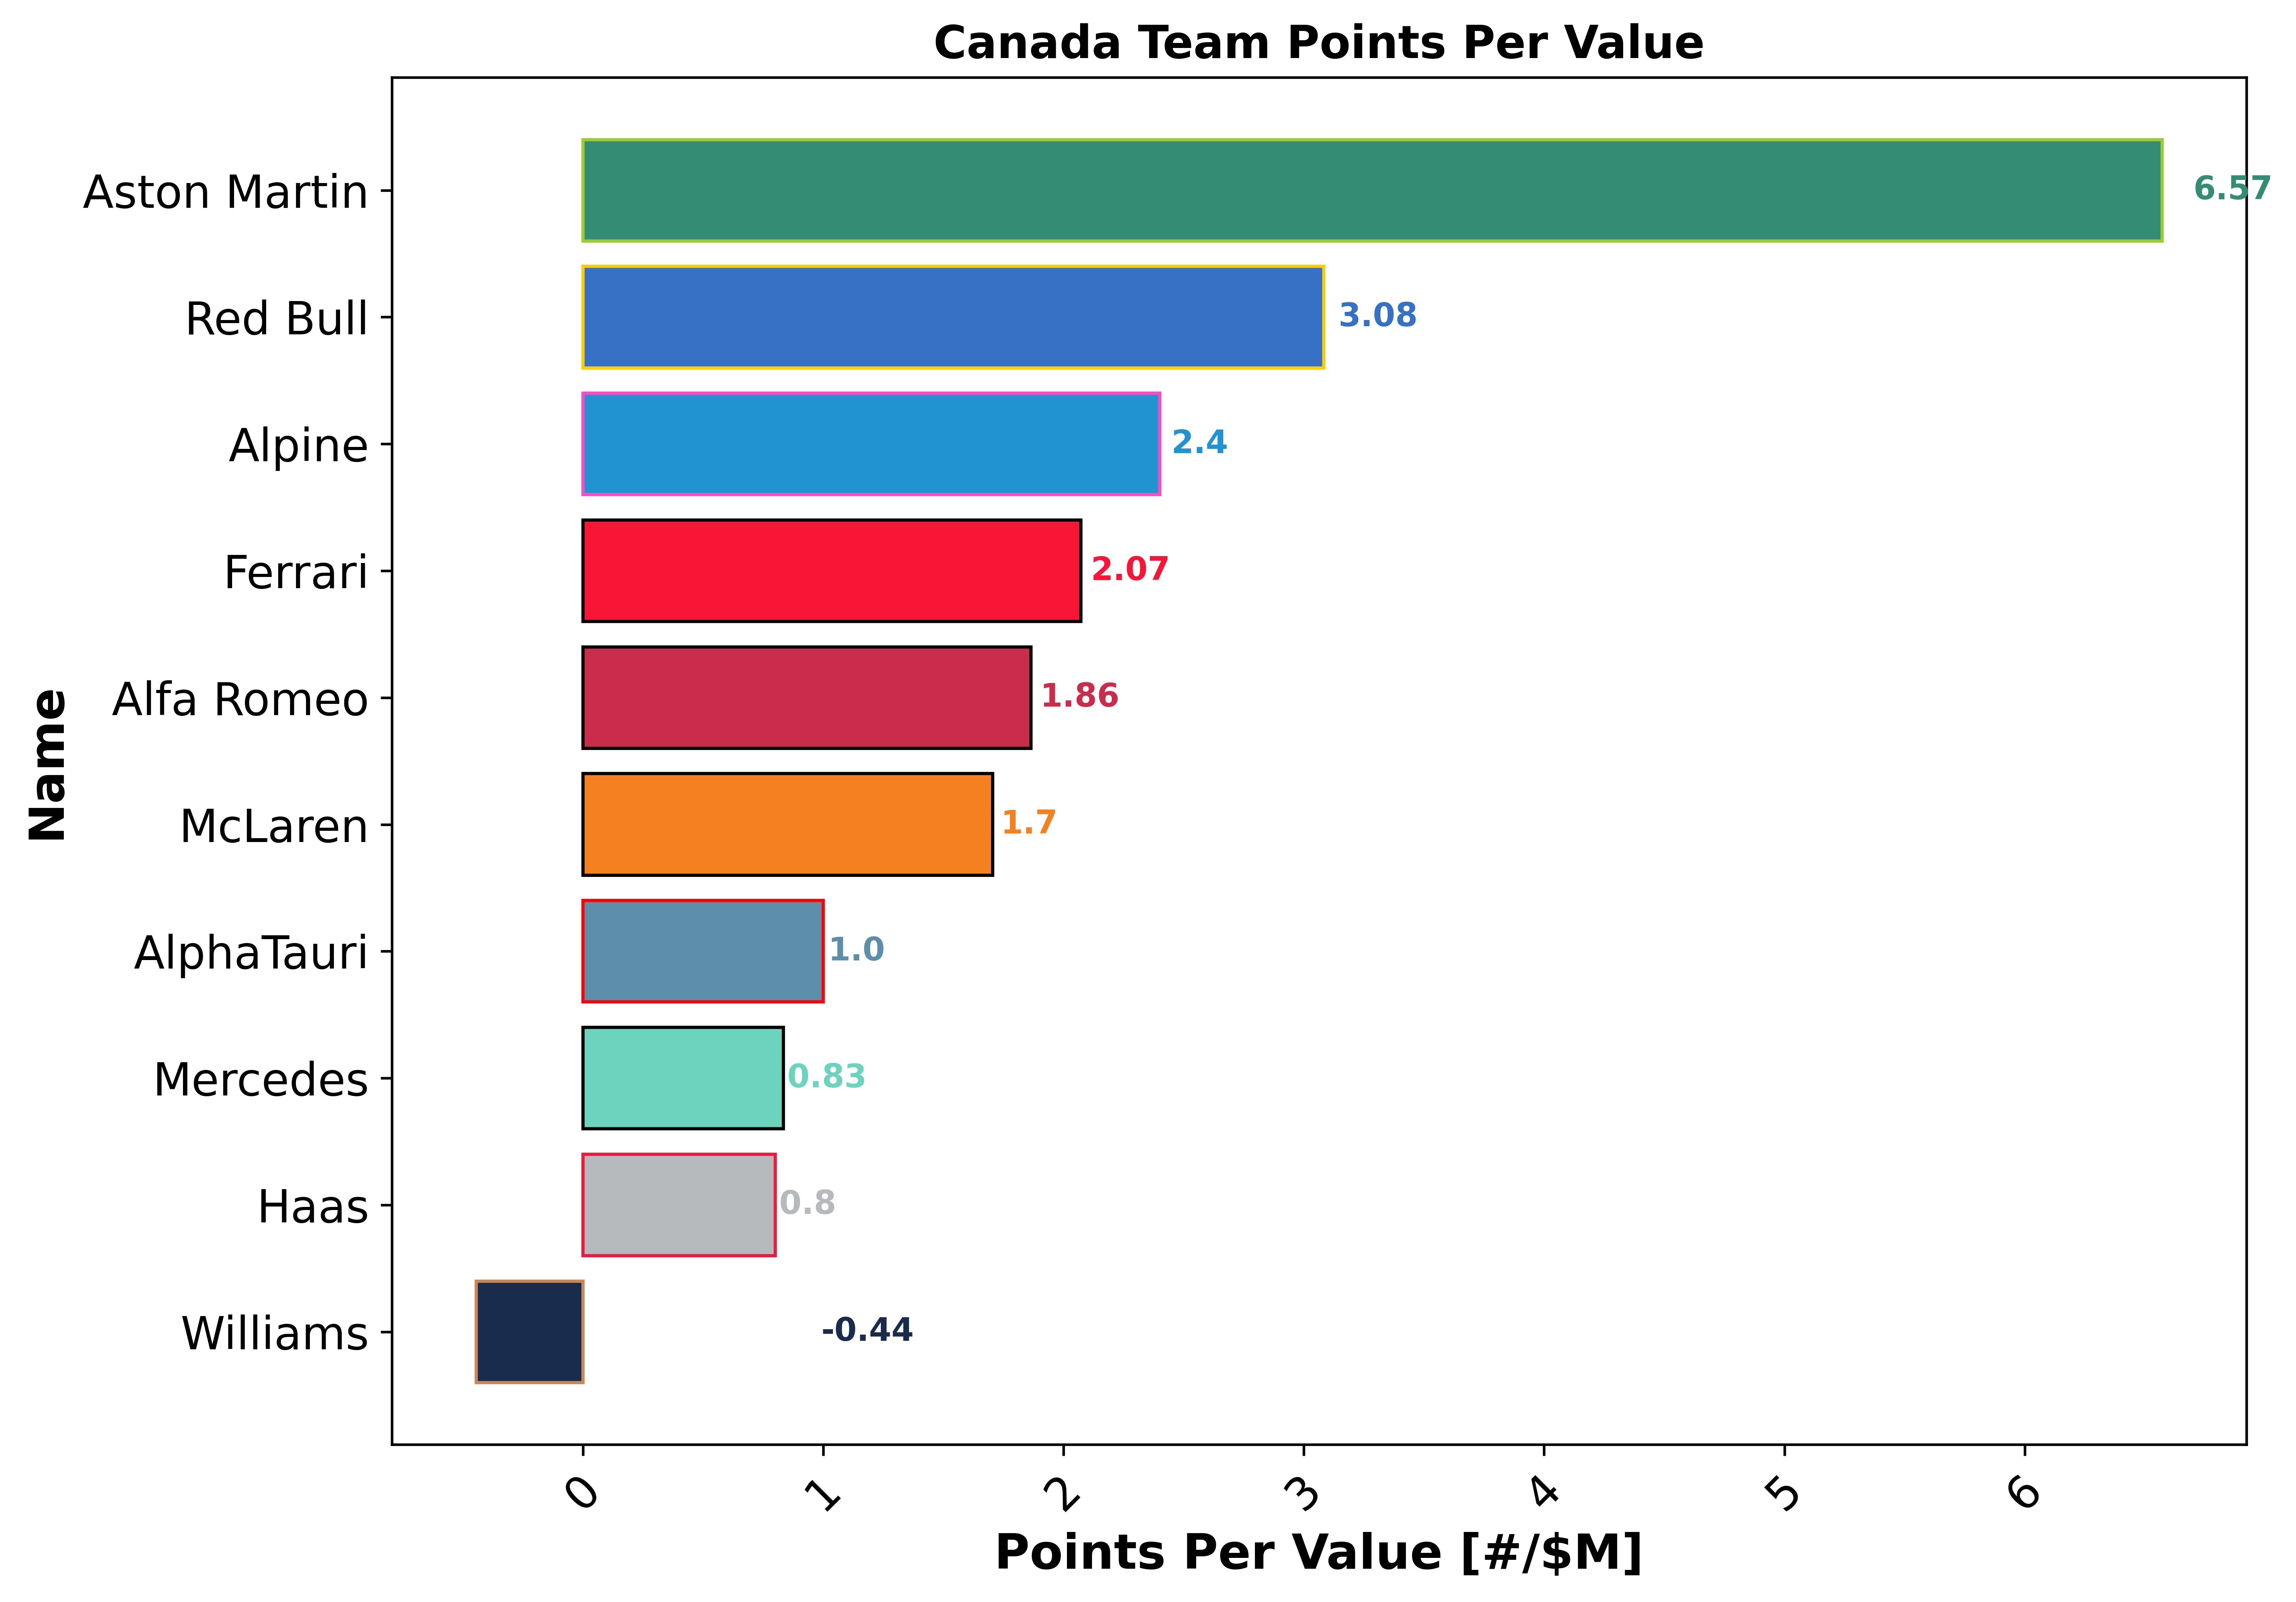 Canada Team Points Per Value
Aston Martin
6.57
Red Bull
3.08
Alpine
2.4
Ferrari
2.07
Alfa Romeo
1.86
McLaren
1.7
AlphaTauri
1.0
Mercedes
0.83
Haas
0.8
Williams
-0.44
Name
0 1 2 3 4 5 6
Points Per Value [#/$M]